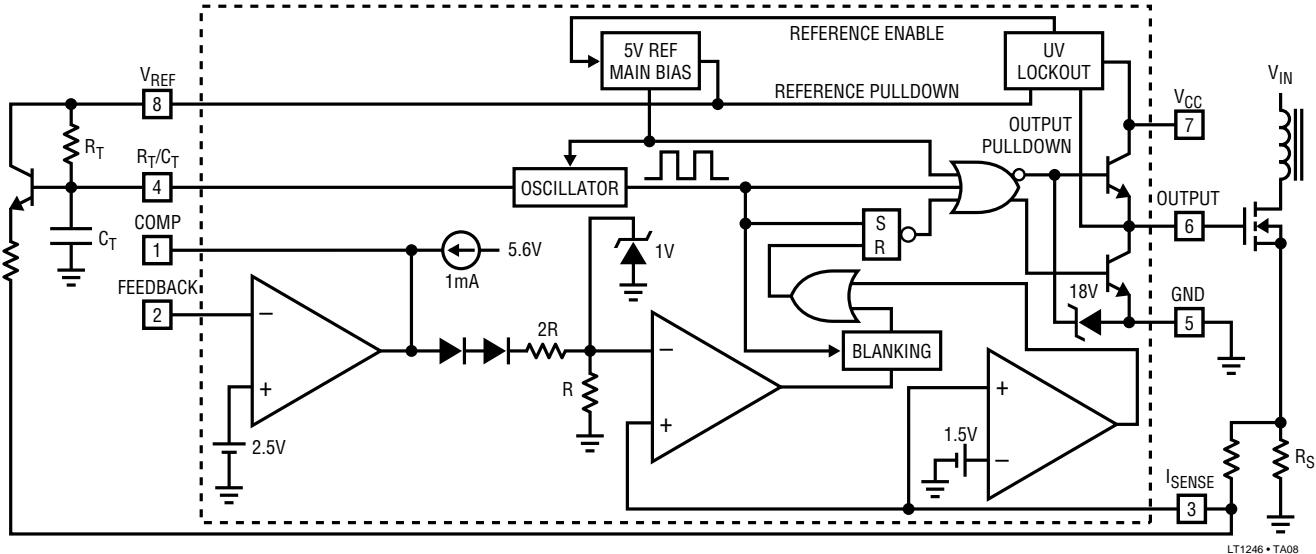 REFERENCE ENABLE
5V REF
MAIN BIAS
UV
LOCKOUT
VREF
8
REFERENCE PULLDOWN
VIN
VCC
7
RT
OUTPUT
PULLDOWN
RT/CT
4
OSCILLATOR
COMP
1
CT
5.6V
1mA
S
R
1V
OUTPUT
6
FEEDBACK
2
−
+
2.5V
2R
R
−
+
BLANKING
18V
GND
5
+
1.5V
−
RS
ISENSE
3
LT1246 • TA08